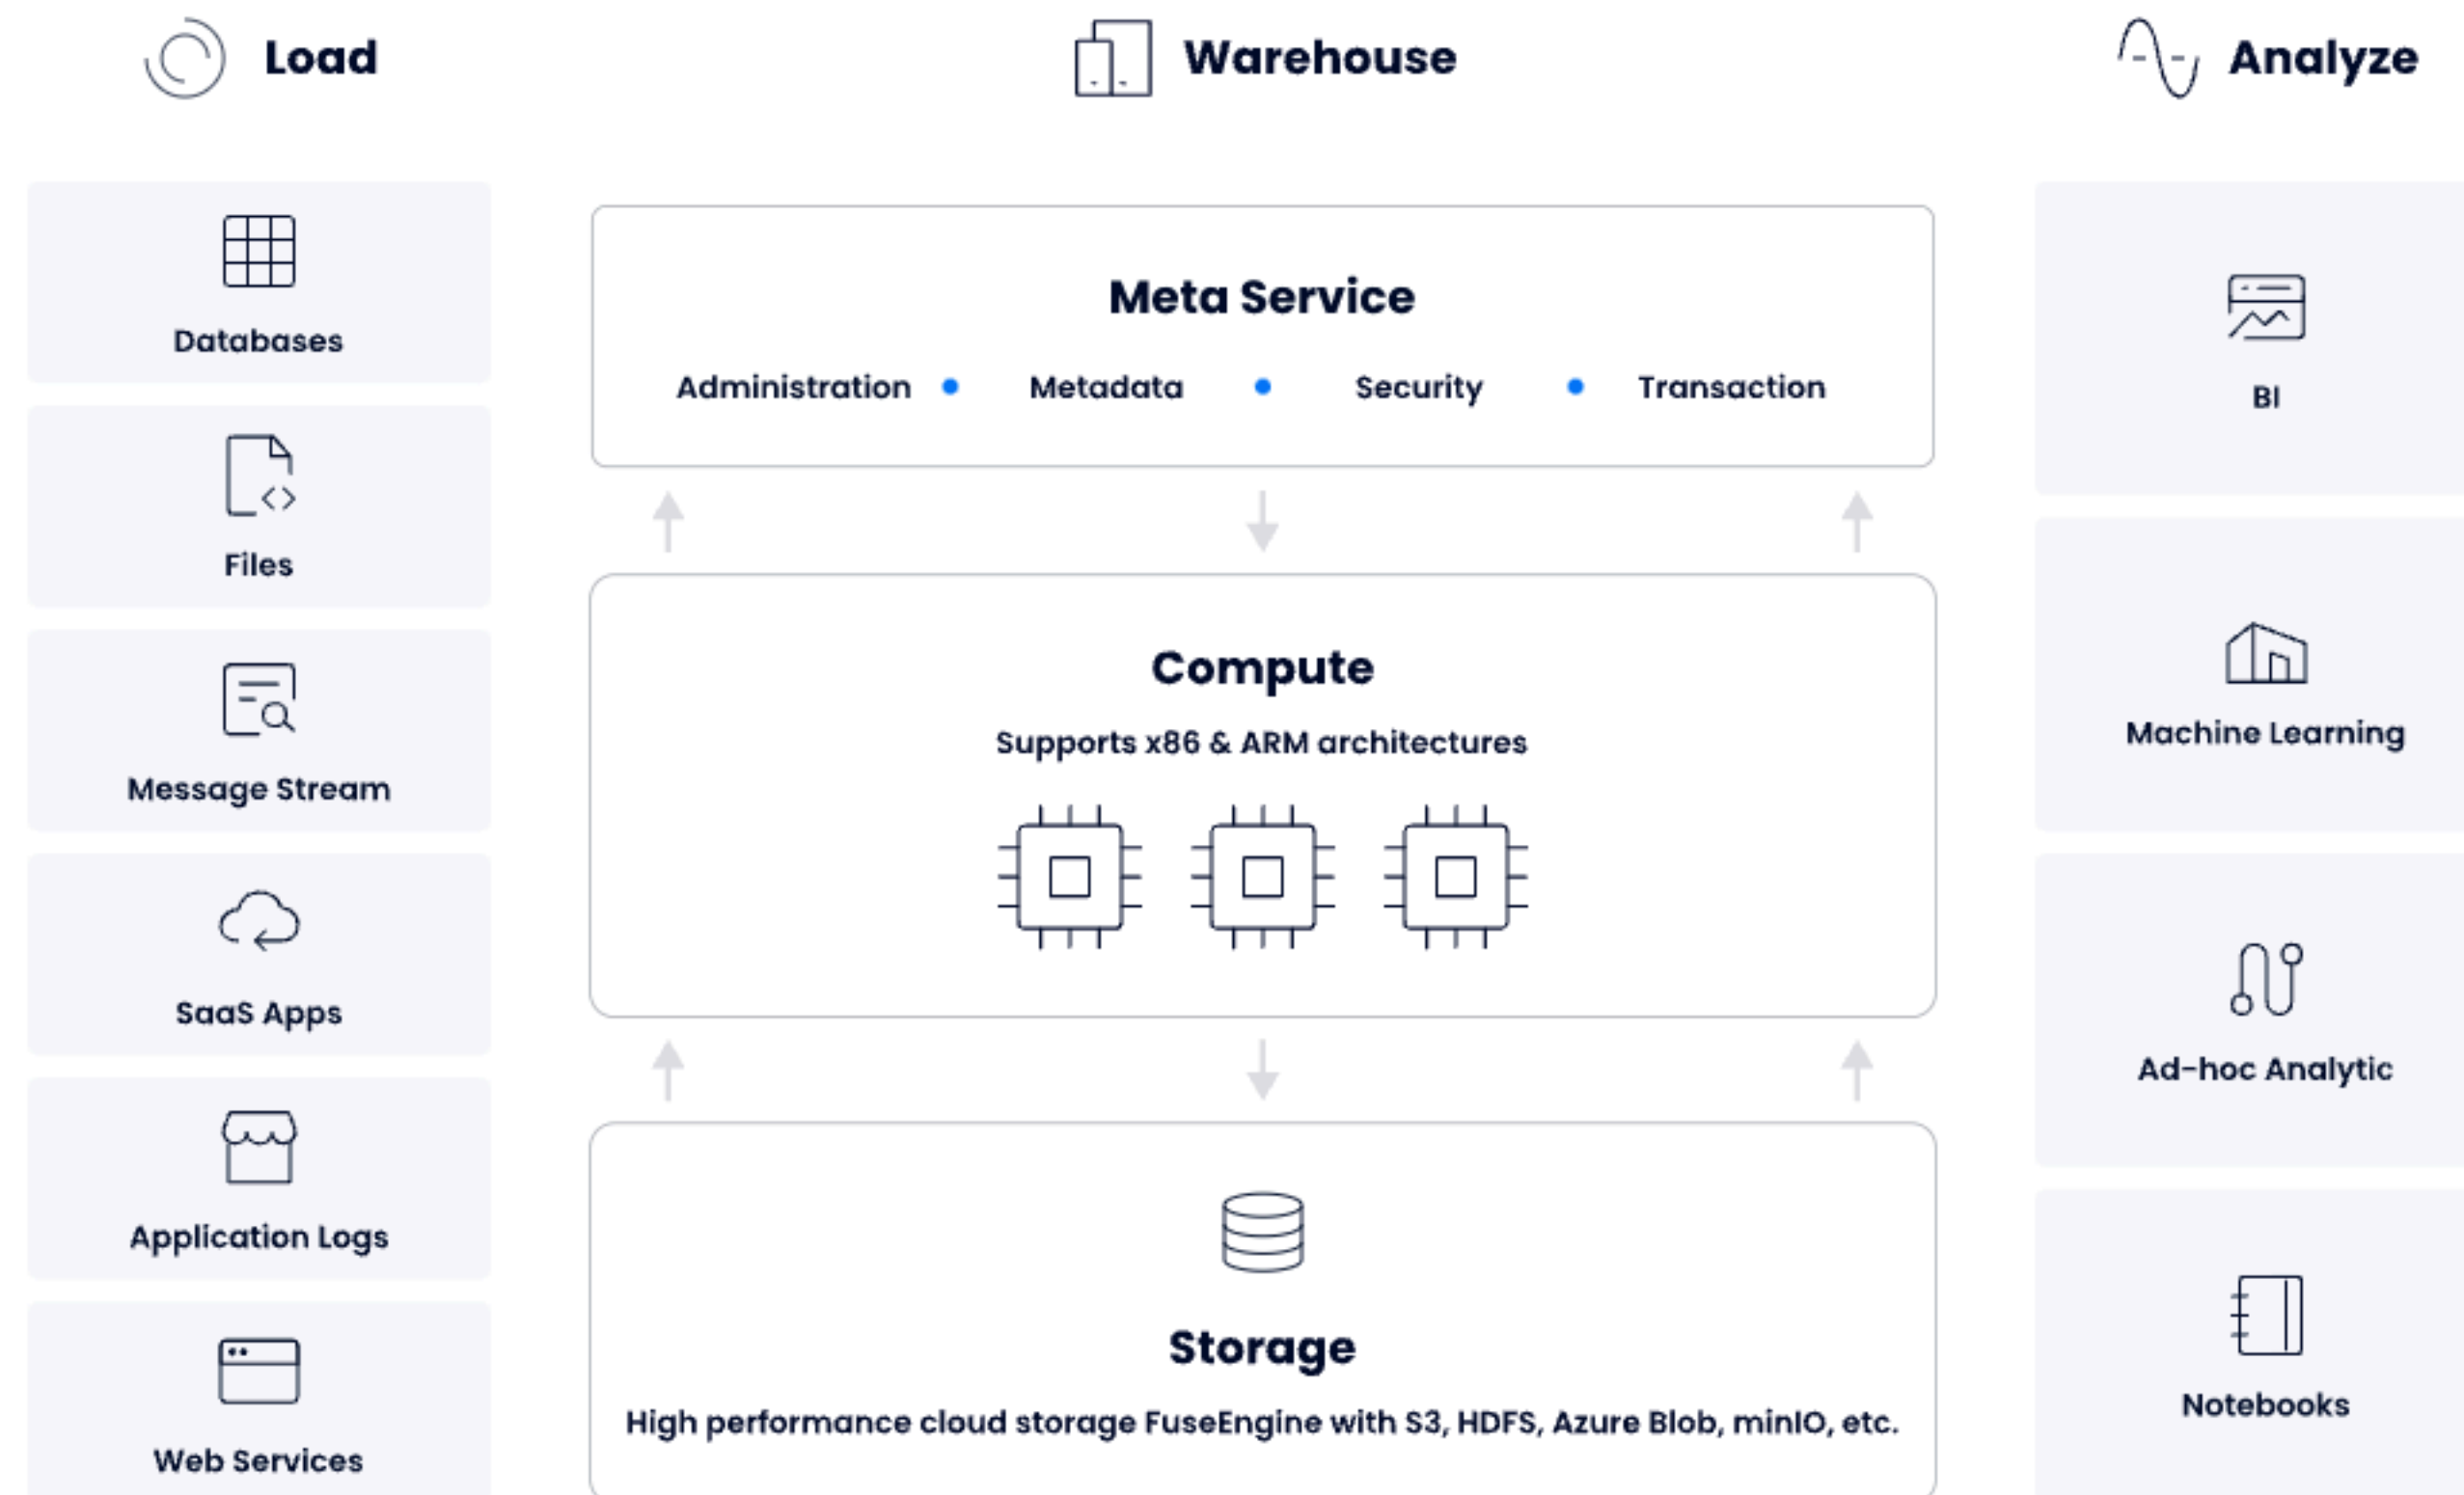 Load
Databases
Files
Message Stream
SaaS Apps
Application Logs
Web Services
Warehouse
Meta Service
Administration • Metadata • Security • Transaction
Compute
Supports x86 & ARM architectures
Storage
High performance cloud storage FuseEngine with S3, HDFS, Azure Blob, minIO, etc.
Analyze
BI
Machine Learning
Ad-hoc Analytic
Notebooks